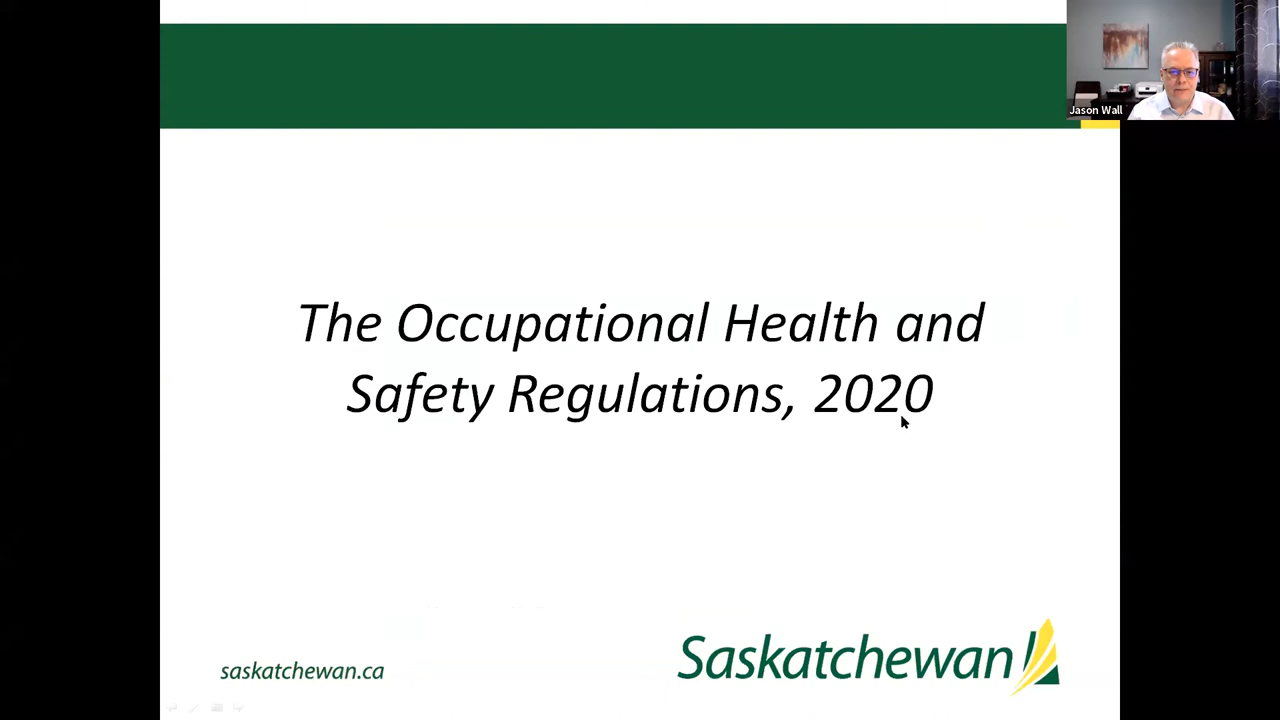 Jason Wall
The Occupational Health and
Safety Regulations, 2020
saskatchewan.ca
Saskatchewan